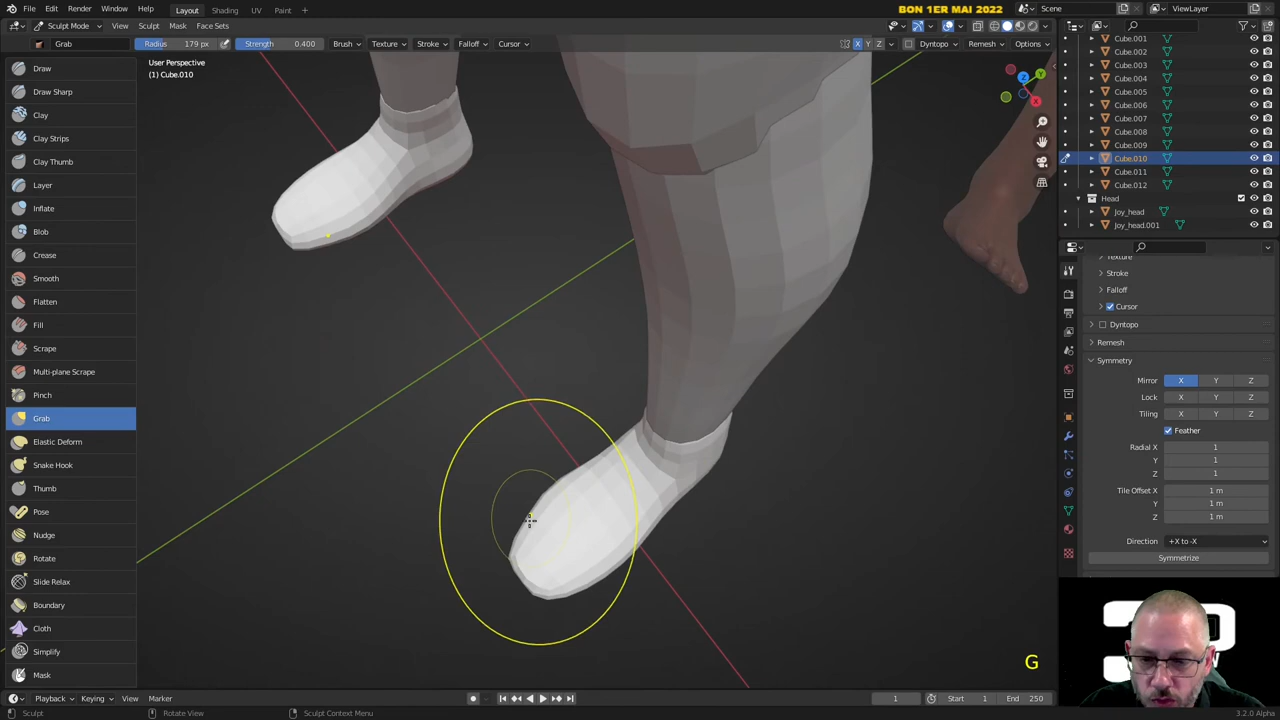 File Edit Render Window Help Layout Shading UV Paint BON 1ER MAI 2022 Scene ViewLayer
Sculpt Mode View Sculpt Mask Face Sets
Grab Radius 179 px Strength 0.400 Brush Texture Stroke Falloff Cursor X Y Z Dyntopo Remesh Options
User Perspective
(1) Cube.010
Draw
Draw Sharp
Clay
Clay Strips
Clay Thumb
Layer
Inflate
Blob
Crease
Smooth
Flatten
Fill
Scrape
Multi-plane Scrape
Pinch
Grab
Elastic Deform
Snake Hook
Thumb
Pose
Nudge
Rotate
Slide Relax
Boundary
Cloth
Simplify
Mask
Z Y X
G
Cube.001
Cube.002
Cube.003
Cube.004
Cube.005
Cube.006
Cube.007
Cube.008
Cube.009
Cube.010
Cube.011
Cube.012
Head
Joy_head
Joy_head.001
Texture
Stroke
Falloff
Cursor
Dyntopo
Remesh
Symmetry
Mirror X Y Z
Lock X Y Z
Tiling X Y Z
Feather
Radial X 1
Y 1
Z 1
Tile Offset X 1 m
Y 1 m
Z 1 m
Direction +X to -X
Symmetrize
Playback Keying View Marker 1 Start 1 End 250
Sculpt Rotate View Sculpt Context Menu 3.2.0 Alpha